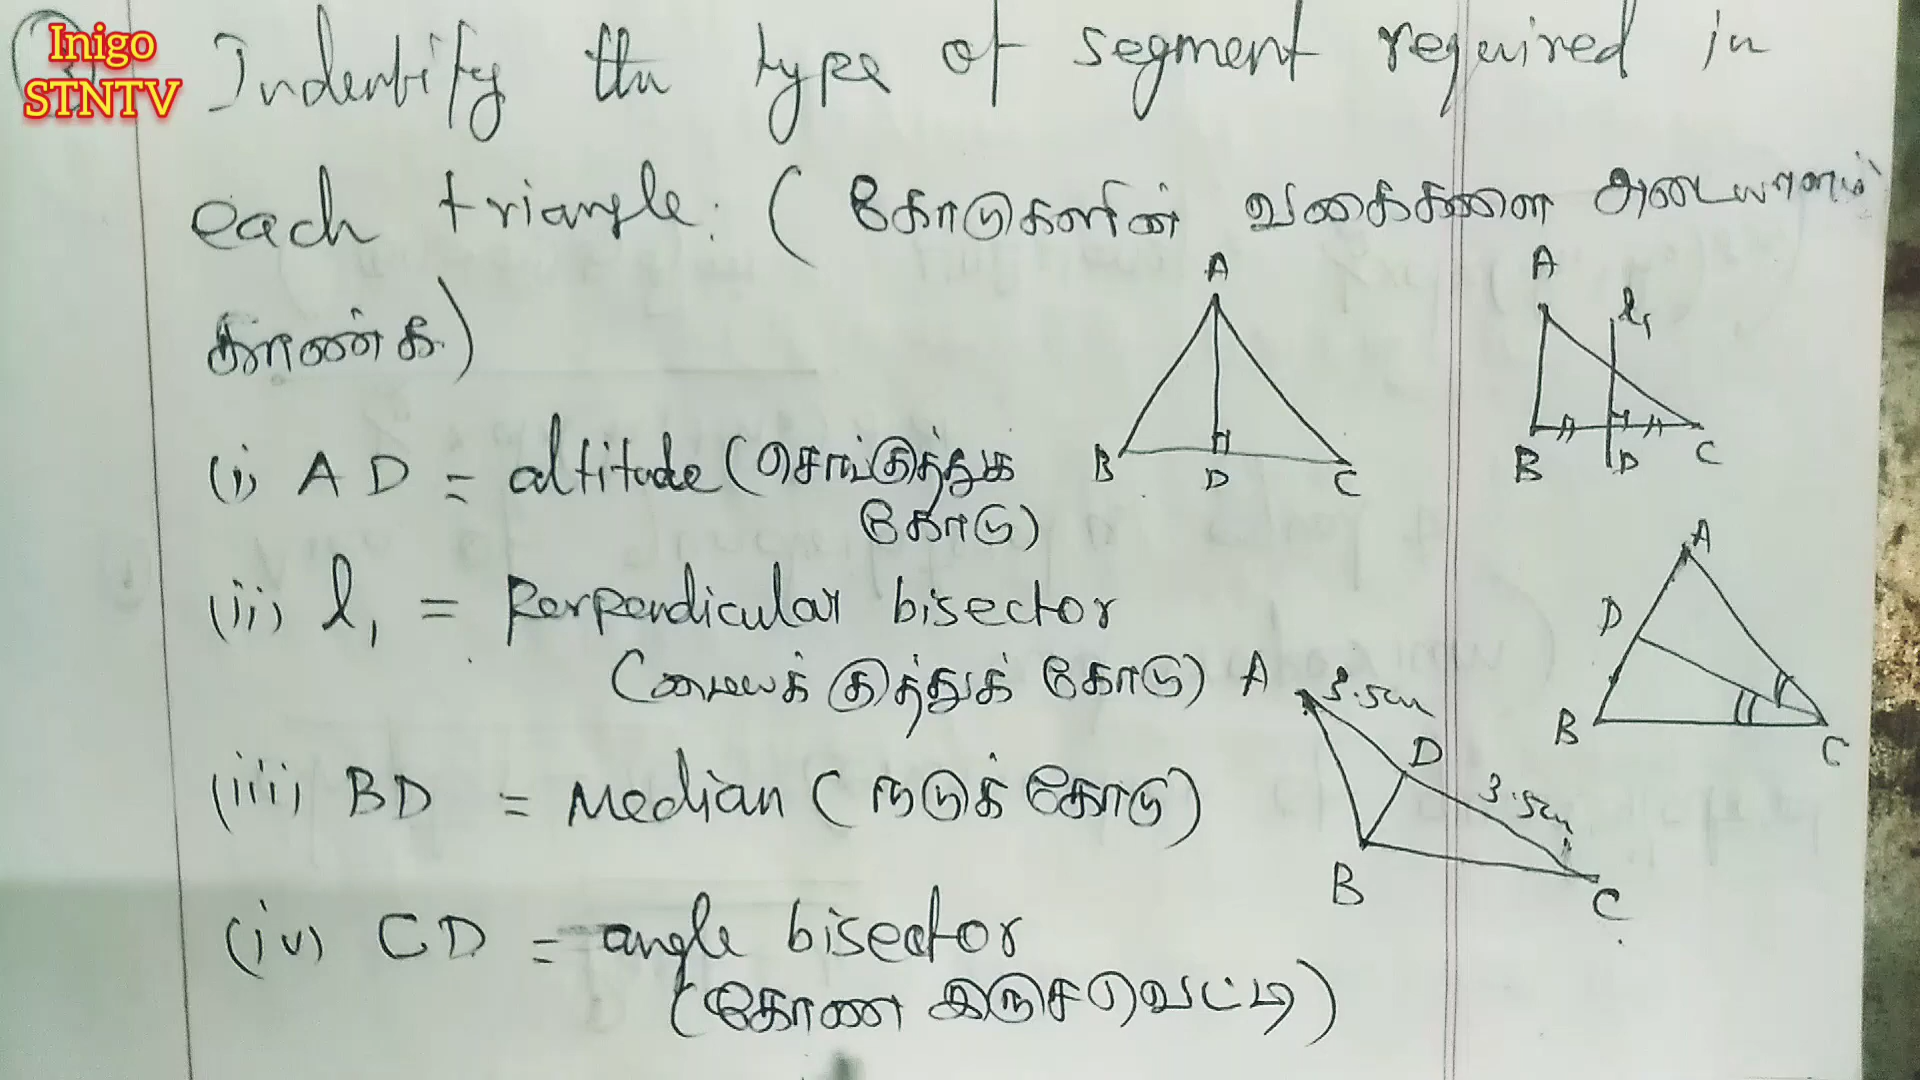 Inigo
STNTV
Indentify the type of segment required in
each triangle: (கோடுகளின் வகைகளை அடையாளம்
காண்க.)
(i) AD = altitude (செங்குத்துக்
கோடு)
(ii) l₁ = perpendicular bisector
(மையக் குத்துக் கோடு)
(iii) BD = Median (நடுக் கோடு)
(iv) CD = angle bisector
(கோண இருசமவெட்டி)
A
B D C
A
l₁
B D C
A
D
B C
A 3.5cm
D
3.5cm
B
C